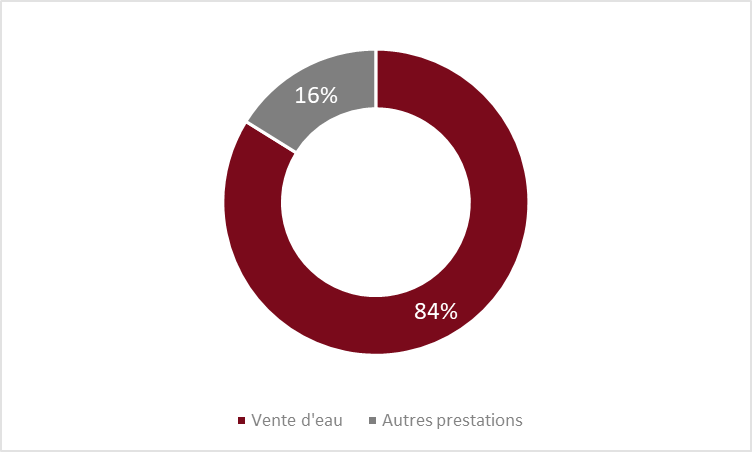 16%
84%
Vente d'eau
Autres prestations